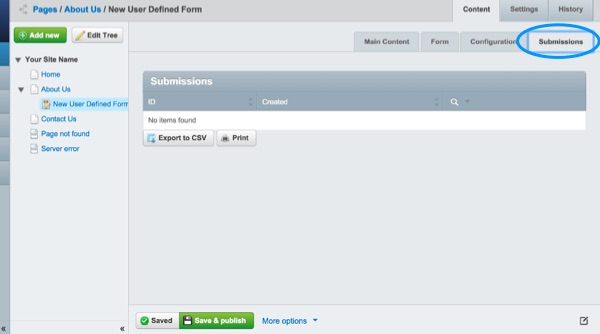 Pages / About Us / New User Defined Form
Content
Settings
History
Add new
Edit Tree
Main Content
Form
Configuration
Submissions
Your Site Name
Home
About Us
New User Defined Form
Contact Us
Page not found
Server error
Submissions
ID
Created
No items found
Export to CSV
Print
Saved
Save & publish
More options
«
«